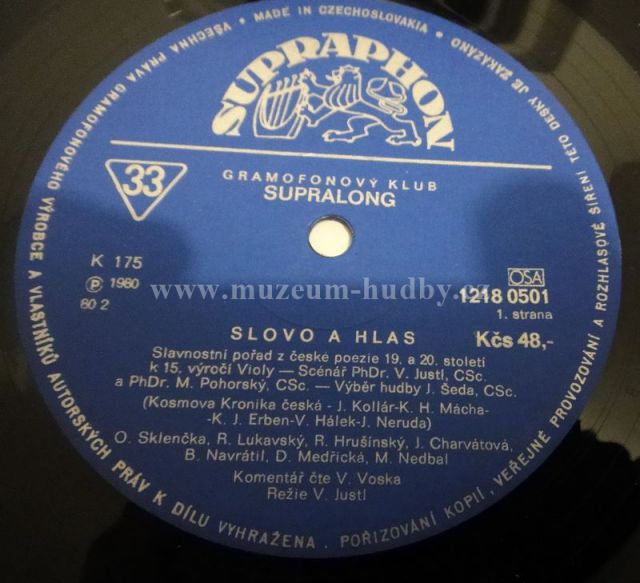 VŠECHNA PRÁVA GRAMOFONOVÉHO VÝROBCE A VLASTNÍKŮ AUTORSKÝCH PRÁV K DÍLU VYHRAŽENA. POŘIZOVÁNÍ KOPIÍ, VEŘEJNÉ PROVOZOVÁNÍ A ROZHLASOVÉ ŠÍŘENÍ TÉTO DESKY JE ZAKÁZÁNO • MADE IN CZECHOSLOVAKIA •
SUPRAPHON
33
GRAMOFONOVÝ KLUB
SUPRALONG
K 175
Ⓟ 1980
80 2
OSA
1218 0501
1. strana
Kčs 48,-
www.muzeum-hudby.cz
SLOVO A HLAS
Slavnostní pořad z české poezie 19. a 20. století
k 15. výročí Violy – Scénář PhDr. V. Justl, CSc.
a PhDr. M. Pohorský, CSc. – Výběr hudby J. Šeda, CSc.
(Kosmova Kronika česká - J. Kollár-K. H. Mácha-
-K. J. Erben-V. Hálek-J. Neruda)
O. Sklenčka, R. Lukavský, R. Hrušínský, J. Charvátová,
B. Navrátil, D. Medřická, M. Nedbal
Komentář čte V. Voska
Režie V. Justl